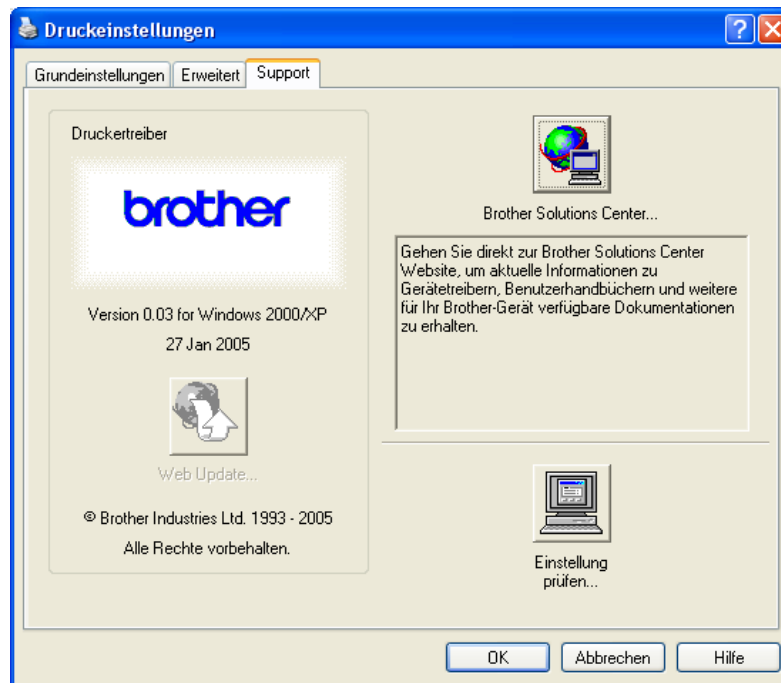 Druckeinstellungen
Grundeinstellungen
Erweitert
Support
Druckertreiber
brother
Version 0.03 for Windows 2000/XP
27 Jan 2005
Web Update...
© Brother Industries Ltd. 1993 - 2005
Alle Rechte vorbehalten.
Brother Solutions Center...
Gehen Sie direkt zur Brother Solutions Center
Website, um aktuelle Informationen zu
Gerätetreibern, Benutzerhandbüchern und weitere
für Ihr Brother-Gerät verfügbare Dokumentationen
zu erhalten.
Einstellung
prüfen...
OK
Abbrechen
Hilfe